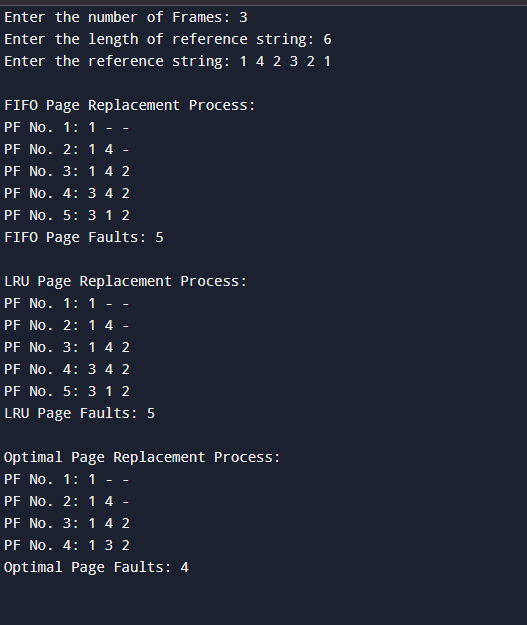 Enter the number of Frames: 3
Enter the length of reference string: 6
Enter the reference string: 1 4 2 3 2 1
FIFO Page Replacement Process:
PF No. 1: 1 - -
PF No. 2: 1 4 -
PF No. 3: 1 4 2
PF No. 4: 3 4 2
PF No. 5: 3 1 2
FIFO Page Faults: 5
LRU Page Replacement Process:
PF No. 1: 1 - -
PF No. 2: 1 4 -
PF No. 3: 1 4 2
PF No. 4: 3 4 2
PF No. 5: 3 1 2
LRU Page Faults: 5
Optimal Page Replacement Process:
PF No. 1: 1 - -
PF No. 2: 1 4 -
PF No. 3: 1 4 2
PF No. 4: 1 3 2
Optimal Page Faults: 4